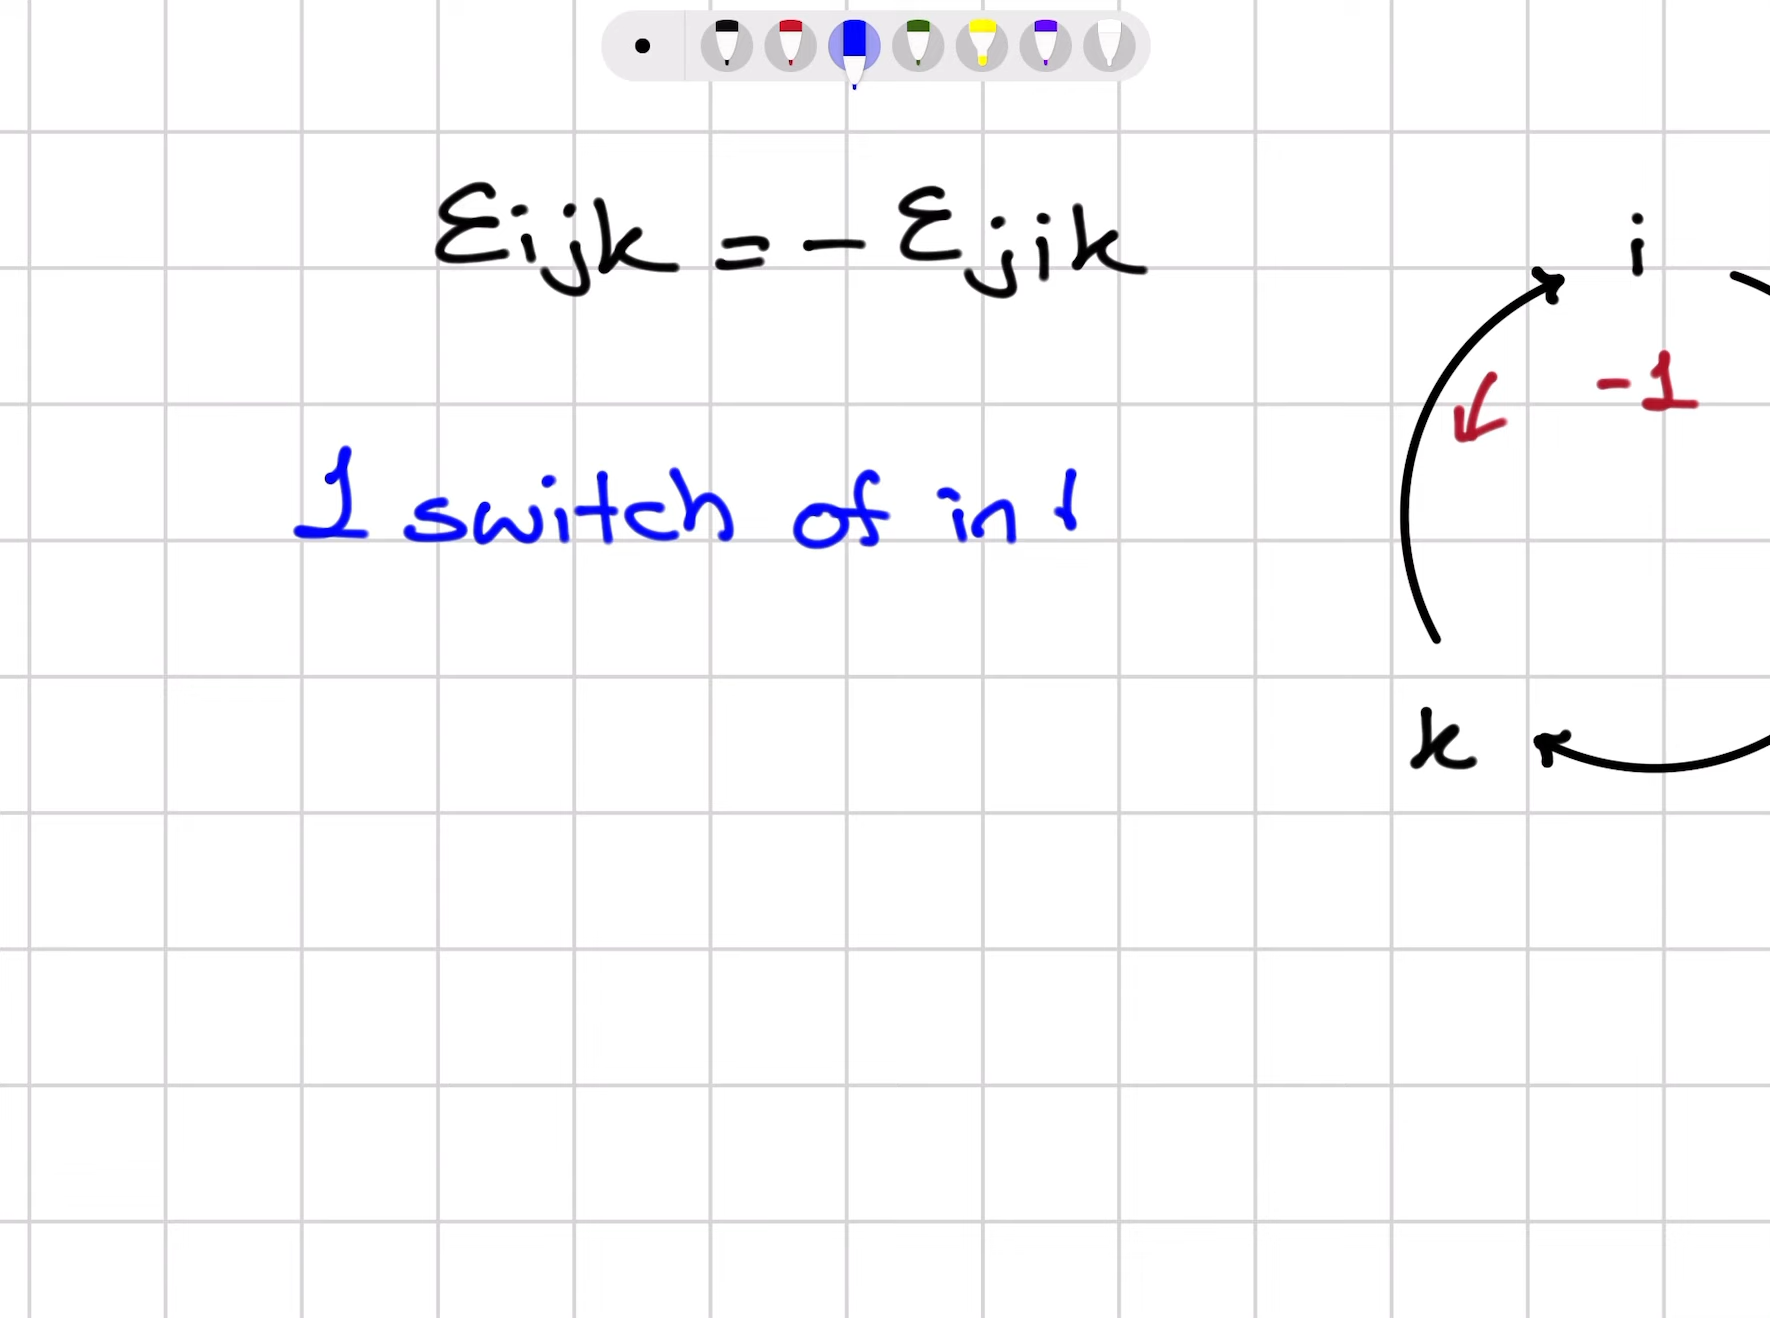 εijk = - εjik
i
-1
1 switch of in
k